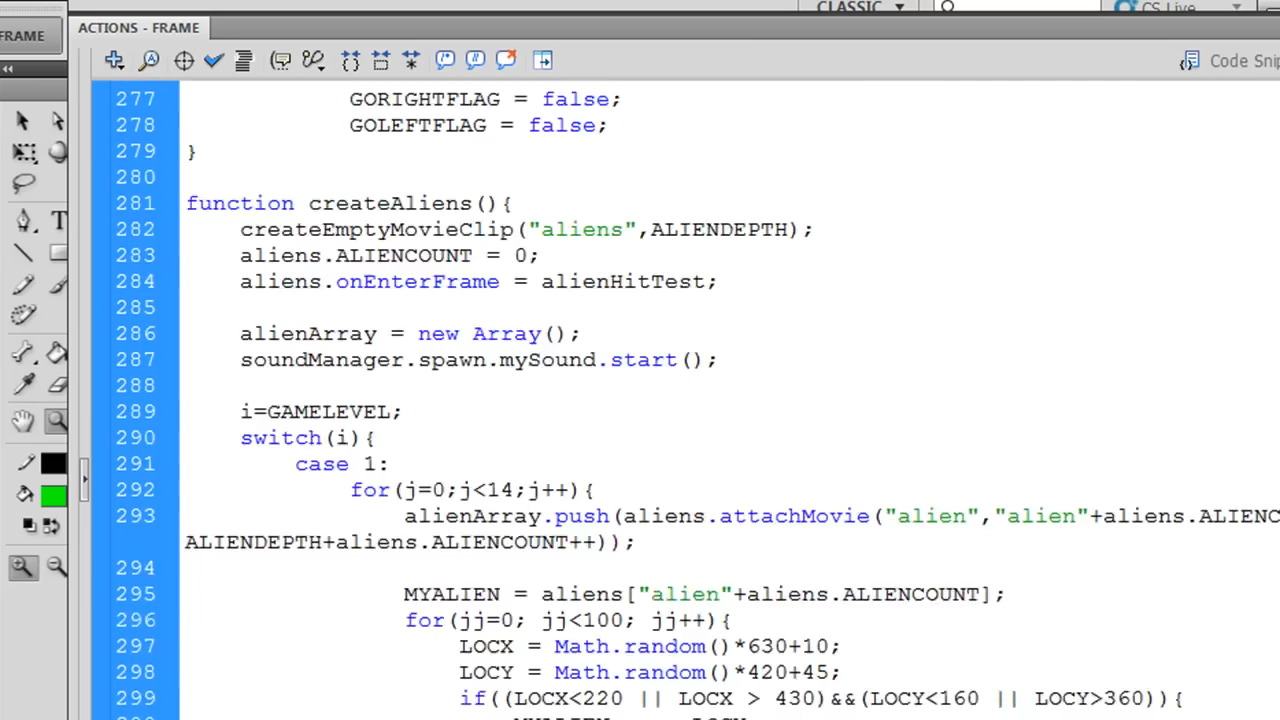 CLASSIC
CS Live
FRAME
ACTIONS - FRAME
Code Snip
277 GORIGHTFLAG = false;
278 GOLEFTFLAG = false;
279 }
280
281 function createAliens(){
282 createEmptyMovieClip("aliens",ALIENDEPTH);
283 aliens.ALIENCOUNT = 0;
284 aliens.onEnterFrame = alienHitTest;
285
286 alienArray = new Array();
287 soundManager.spawn.mySound.start();
288
289 i=GAMELEVEL;
290 switch(i){
291 case 1:
292 for(j=0;j<14;j++){
293 alienArray.push(aliens.attachMovie("alien","alien"+aliens.ALIENC
ALIENDEPTH+aliens.ALIENCOUNT++));
294
295 MYALIEN = aliens["alien"+aliens.ALIENCOUNT];
296 for(jj=0; jj<100; jj++){
297 LOCX = Math.random()*630+10;
298 LOCY = Math.random()*420+45;
299 if((LOCX<220 || LOCX > 430)&&(LOCY<160 || LOCY>360)){